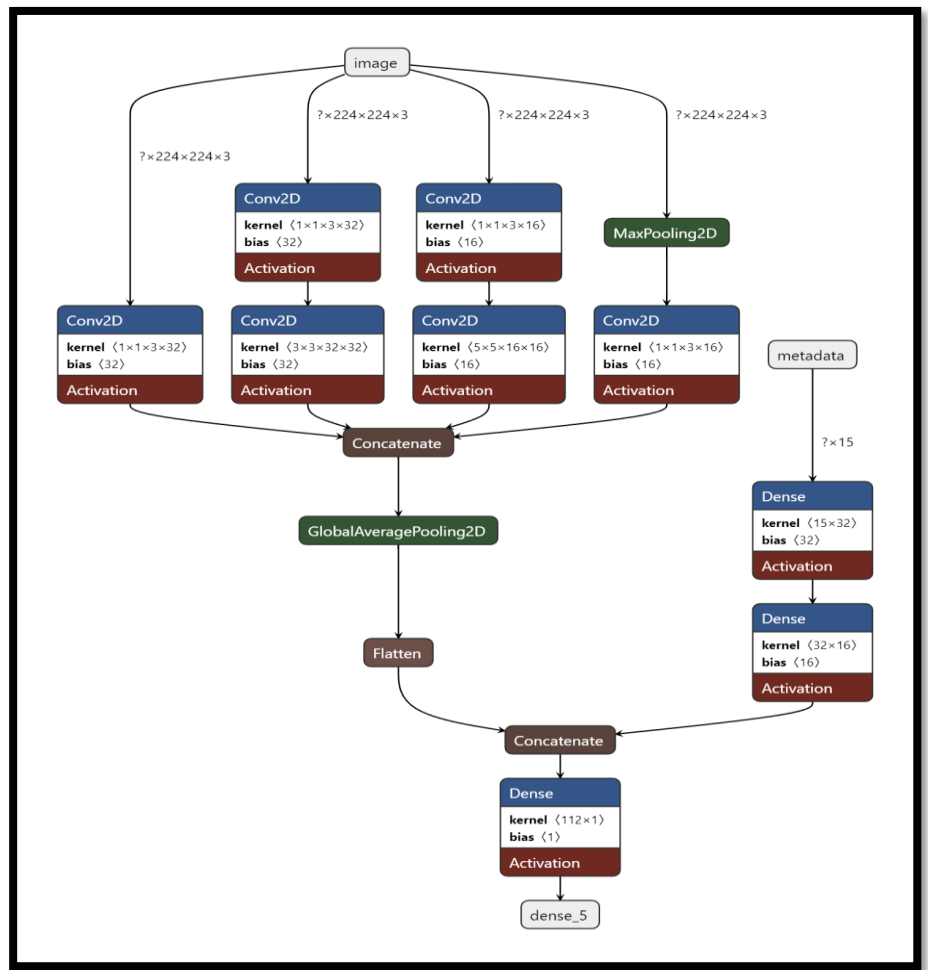 image
?×224×224×3
?×224×224×3
?×224×224×3
?×224×224×3
Conv2D
kernel ⟨1×1×3×32⟩
bias ⟨32⟩
Activation
Conv2D
kernel ⟨1×1×3×16⟩
bias ⟨16⟩
Activation
MaxPooling2D
Conv2D
kernel ⟨1×1×3×32⟩
bias ⟨32⟩
Activation
Conv2D
kernel ⟨3×3×32×32⟩
bias ⟨32⟩
Activation
Conv2D
kernel ⟨5×5×16×16⟩
bias ⟨16⟩
Activation
Conv2D
kernel ⟨1×1×3×16⟩
bias ⟨16⟩
Activation
metadata
Concatenate
?×15
GlobalAveragePooling2D
Dense
kernel ⟨15×32⟩
bias ⟨32⟩
Activation
Dense
kernel ⟨32×16⟩
bias ⟨16⟩
Activation
Flatten
Concatenate
Dense
kernel ⟨112×1⟩
bias ⟨1⟩
Activation
dense_5